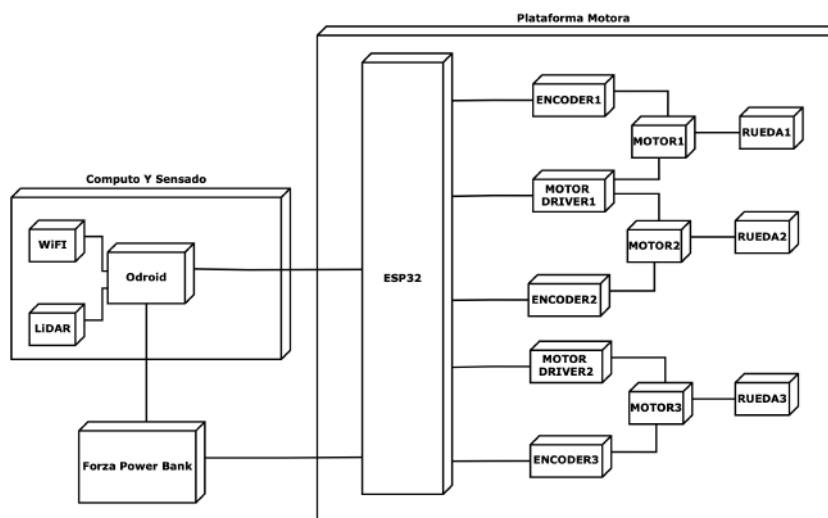 Plataforma Motora
ENCODER1
MOTOR1
RUEDA1
Computo Y Sensado
MOTOR
DRIVER1
WiFI
Odroid
MOTOR2
RUEDA2
ESP32
ENCODER2
LiDAR
MOTOR
DRIVER2
MOTOR3
RUEDA3
Forza Power Bank
ENCODER3